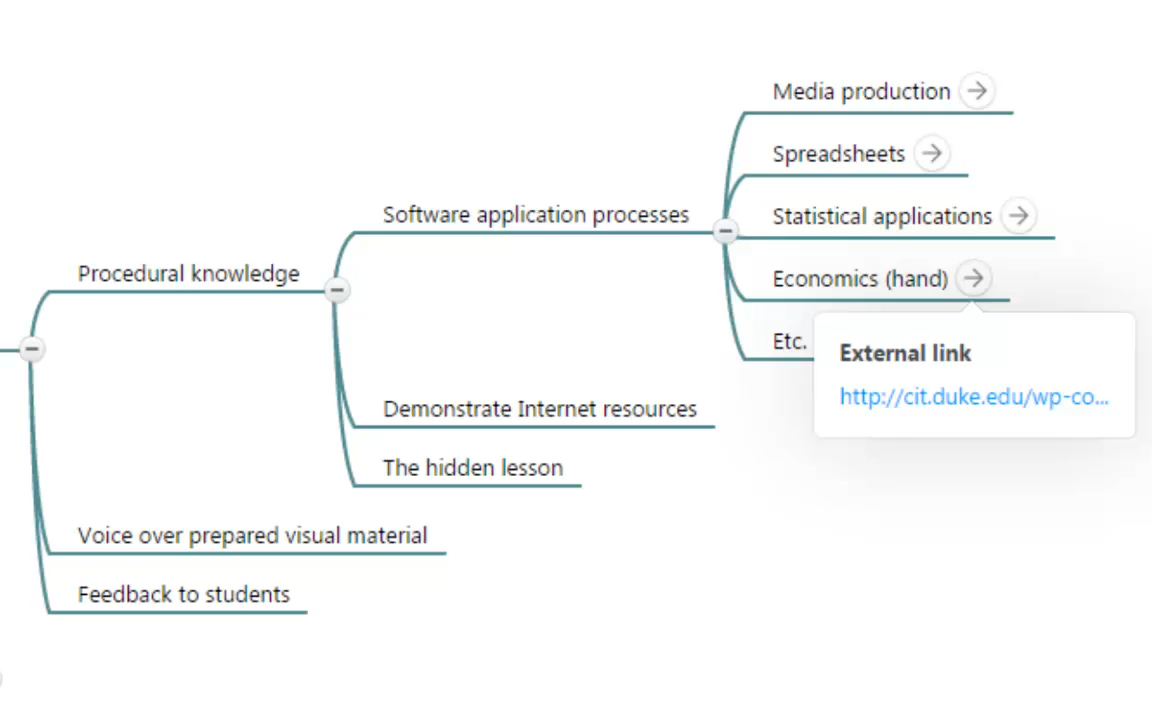 Media production
Spreadsheets
Software application processes
Statistical applications
Procedural knowledge
Economics (hand)
Etc.
External link
http://cit.duke.edu/wp-co...
Demonstrate Internet resources
The hidden lesson
Voice over prepared visual material
Feedback to students